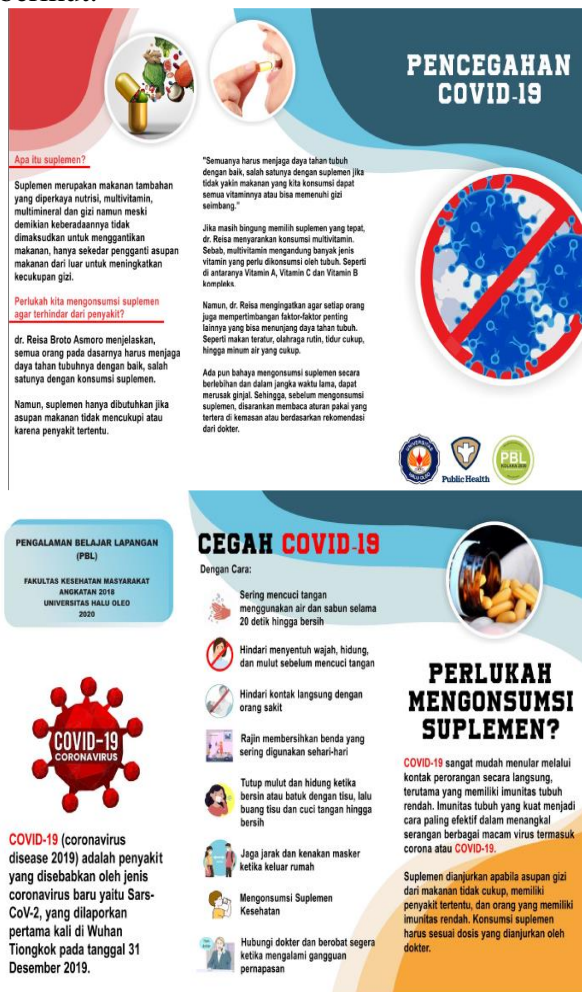 berikut:
PENCEGAHAN
COVID-19
Apa itu suplemen?
Suplemen merupakan makanan tambahan
yang diperkaya nutrisi, multivitamin,
multimineral dan gizi namun meski
demikian keberadaannya tidak
dimaksudkan untuk menggantikan
makanan, hanya sekedar pengganti asupan
makanan dari luar untuk meningkatkan
kecukupan gizi.
Perlukah kita mengonsumsi suplemen
agar terhindar dari penyakit?
dr. Reisa Broto Asmoro menjelaskan,
semua orang pada dasarnya harus menjaga
daya tahan tubuhnya dengan baik, salah
satunya dengan konsumsi suplemen.
Namun, suplemen hanya dibutuhkan jika
asupan makanan tidak mencukupi atau
karena penyakit tertentu.
"Semuanya harus menjaga daya tahan tubuh
dengan baik, salah satunya dengan suplemen jika
tidak yakin makanan yang kita konsumsi dapat
semua vitaminnya atau bisa memenuhi gizi
seimbang."
Jika masih bingung memilih suplemen yang tepat,
dr. Reisa menyarankan konsumsi multivitamin.
Sebab, multivitamin mengandung banyak jenis
vitamin yang perlu dikonsumsi oleh tubuh. Seperti
di antaranya Vitamin A, Vitamin C dan Vitamin B
kompleks.
Namun, dr. Reisa mengingatkan agar setiap orang
juga mempertimbangan faktor-faktor penting
lainnya yang bisa menunjang daya tahan tubuh.
Seperti makan teratur, olahraga rutin, tidur cukup,
hingga minum air yang cukup.
Ada pun bahaya mengonsumsi suplemen secara
berlebihan dan dalam jangka waktu lama, dapat
merusak ginjal. Sehingga, sebelum mengonsumsi
suplemen, disarankan membaca aturan pakai yang
tertera di kemasan atau berdasarkan rekomendasi
dari dokter.
Public Health
PBL
PENGALAMAN BELAJAR LAPANGAN
(PBL)
FAKULTAS KESEHATAN MASYARAKAT
ANGKATAN 2018
UNIVERSITAS HALU OLEO
2020
COVID-19
CORONAVIRUS
COVID-19 (coronavirus
disease 2019) adalah penyakit
yang disebabkan oleh jenis
coronavirus baru yaitu Sars-
CoV-2, yang dilaporkan
pertama kali di Wuhan
Tiongkok pada tanggal 31
Desember 2019.
CEGAH COVID-19
Dengan Cara:
Sering mencuci tangan
menggunakan air dan sabun selama
20 detik hingga bersih
Hindari menyentuh wajah, hidung,
dan mulut sebelum mencuci tangan
Hindari kontak langsung dengan
orang sakit
Rajin membersihkan benda yang
sering digunakan sehari-hari
Tutup mulut dan hidung ketika
bersin atau batuk dengan tisu, lalu
buang tisu dan cuci tangan hingga
bersih
Jaga jarak dan kenakan masker
ketika keluar rumah
Mengonsumsi Suplemen
Kesehatan
Hubungi dokter dan berobat segera
ketika mengalami gangguan
pernapasan
PERLUKAH
MENGONSUMSI
SUPLEMEN?
COVID-19 sangat mudah menular melalui
kontak perorangan secara langsung,
terutama yang memiliki imunitas tubuh
rendah. Imunitas tubuh yang kuat menjadi
cara paling efektif dalam menangkal
serangan berbagai macam virus termasuk
corona atau COVID-19.
Suplemen dianjurkan apabila asupan gizi
dari makanan tidak cukup, memiliki
penyakit tertentu, dan orang yang memiliki
imunitas rendah. Konsumsi suplemen
harus sesuai dosis yang dianjurkan oleh
dokter.